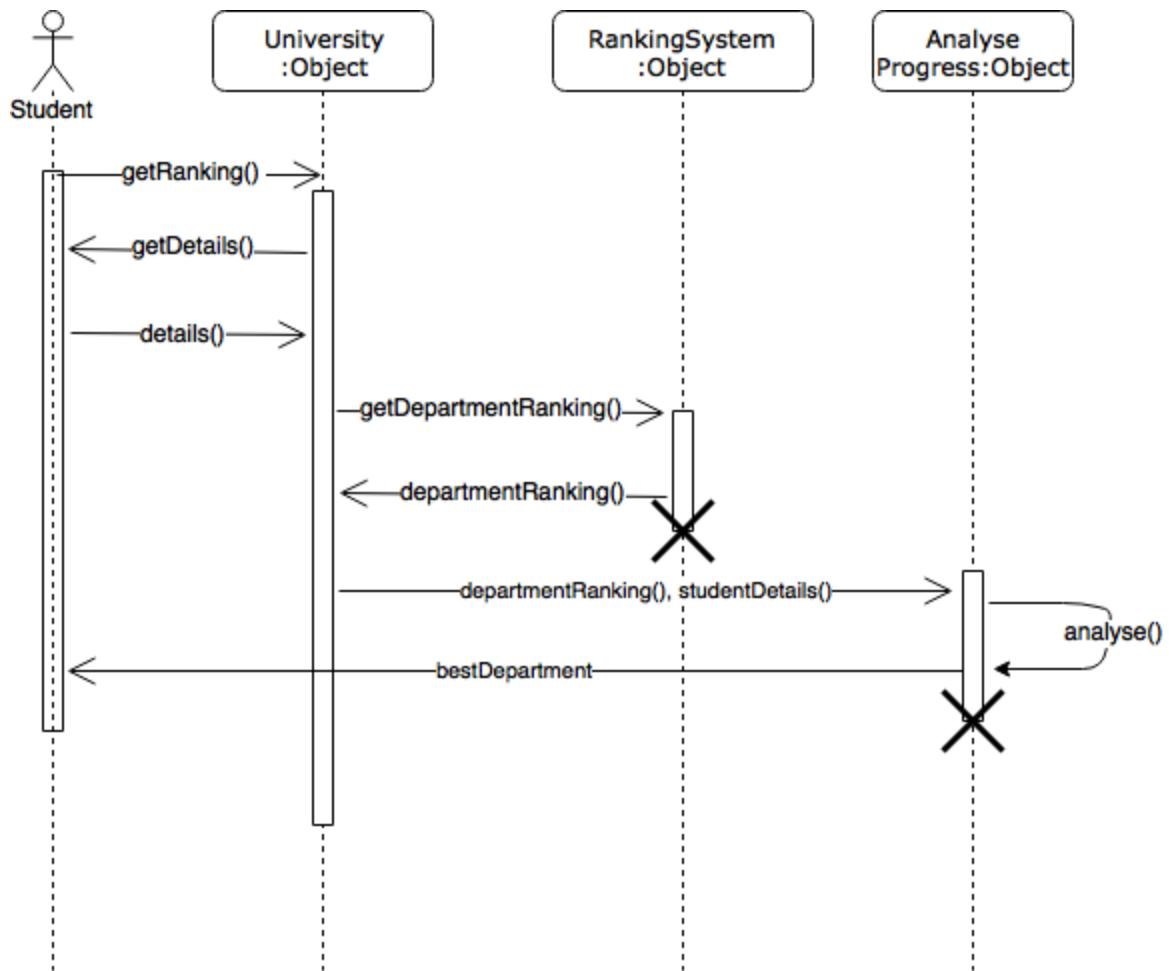 University
:Object
RankingSystem
:Object
Analyse
Progress:Object
Student
getRanking()
getDetails()
details()
getDepartmentRanking()
departmentRanking()
departmentRanking(), studentDetails()
analyse()
bestDepartment